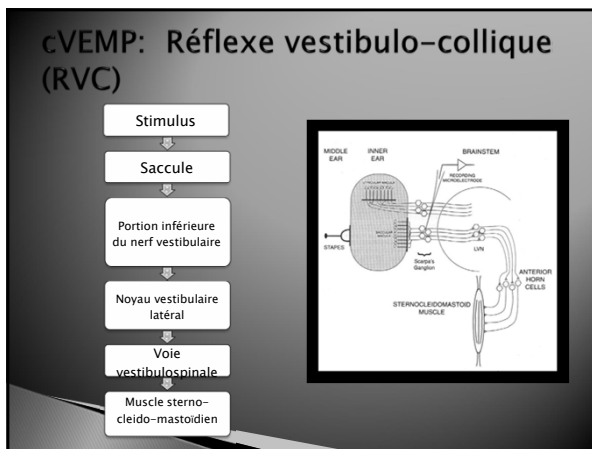 cVEMP: Réflexe vestibulo-collique
(RVC)
Stimulus
Saccule
Portion inférieure
du nerf vestibulaire
Noyau vestibulaire
latéral
Voie
vestibulospinale
Muscle sterno-
cleido-mastoïdien
MIDDLE
EAR
INNER
EAR
BRAINSTEM
RECORDING
MICROELECTRODE
STAPES
Scarpa's
Ganglion
LVN
ANTERIOR
HORN
CELLS
STERNOCLEIDOMASTOID
MUSCLE